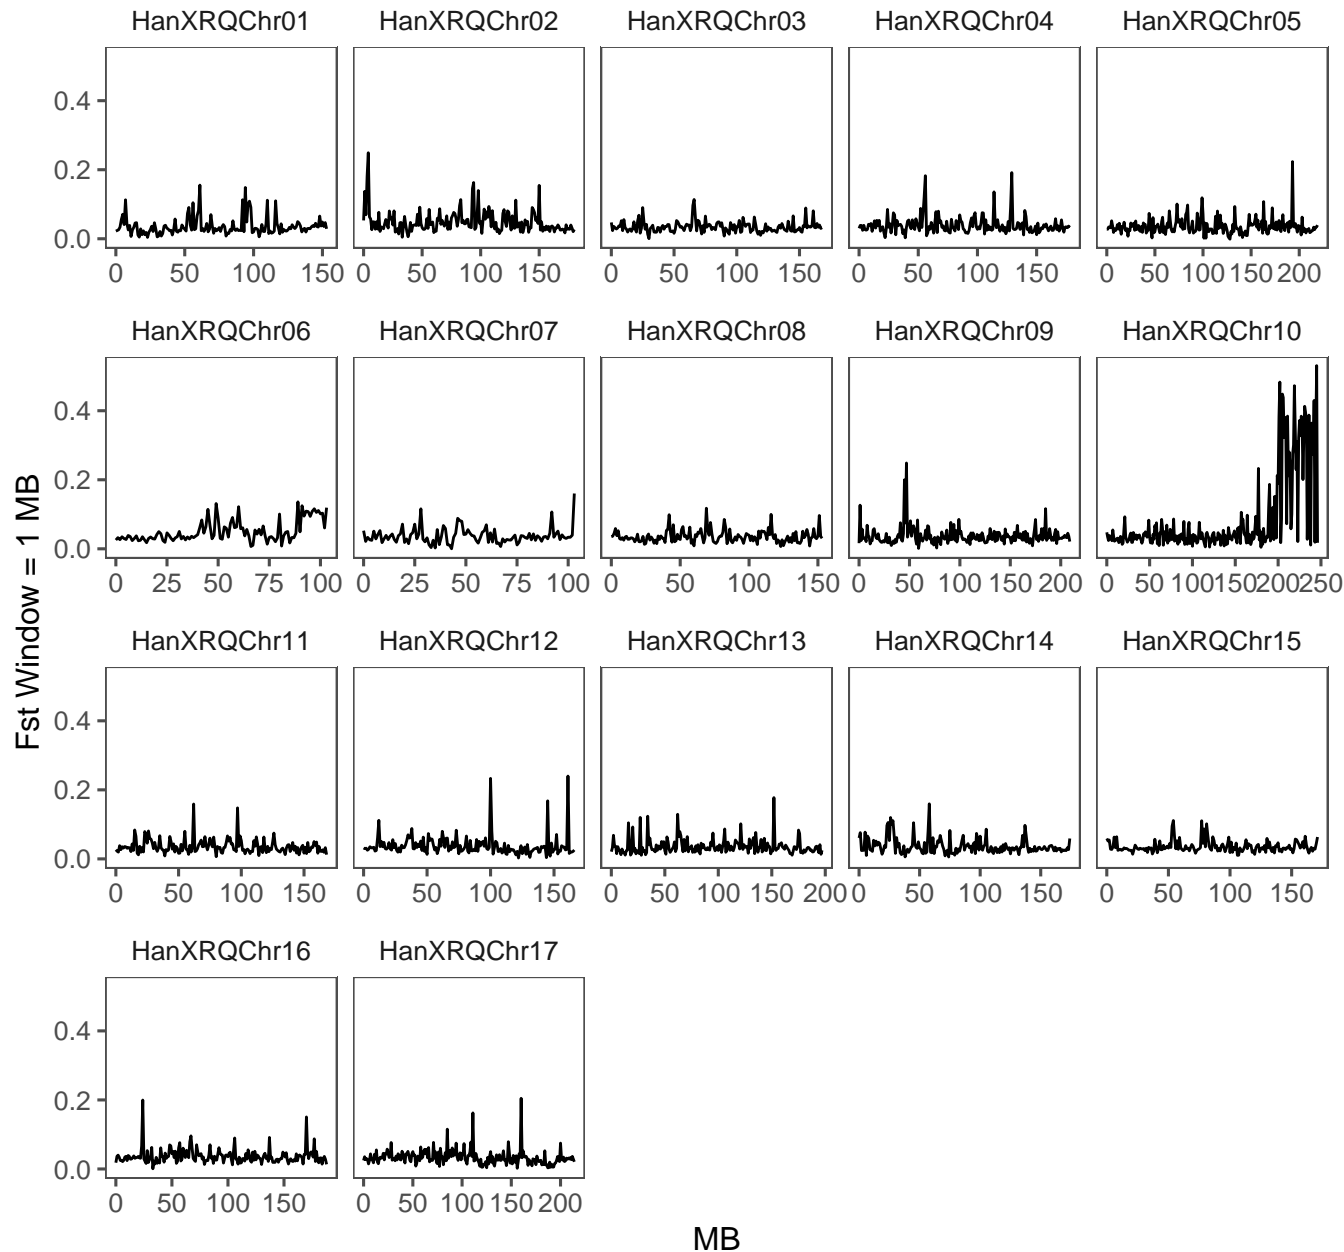 HanXRQChr01 HanXRQChr02 HanXRQChr03 HanXRQChr04 HanXRQChr05
0.4
0.2
0.0
0 50 100 150 0 50 100 150 0 50 100 150 0 50 100 150 0 50 100 150 200
HanXRQChr06 HanXRQChr07 HanXRQChr08 HanXRQChr09 HanXRQChr10
0.4
0.2
0.0
0 25 50 75 100 0 25 50 75 100 0 50 100 150 0 50 100 150 200 0 50 100 150 200 250
Fst Window = 1 MB
HanXRQChr11 HanXRQChr12 HanXRQChr13 HanXRQChr14 HanXRQChr15
0.4
0.2
0.0
0 50 100 150 0 50 100 150 0 50 100 150 200 0 50 100 150 0 50 100 150
HanXRQChr16 HanXRQChr17
0.4
0.2
0.0
0 50 100 150 0 50 100 150 200
MB